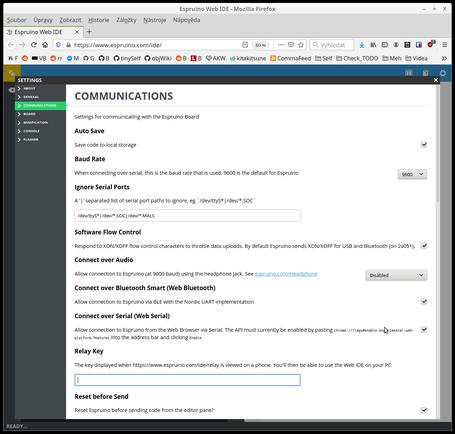 Espruino Web IDE - Mozilla Firefox
Soubor Úpravy Zobrazit Historie Záložky Nástroje Nápověda
Espruino Web IDE
https://www.espruino.com/ide/ 80 % Vyhledat
VB rr M VB objWiki B AKW kitakitsune CommaFeed Self Check_TODO Meh Videa
SETTINGS
ABOUT
GENERAL
COMMUNICATIONS
BOARD
MINIFICATION
CONSOLE
FLASHER
COMMUNICATIONS
Settings for communicating with the Espruino Board
Auto Save
Save code to local storage
Baud Rate
When connecting over serial, this is the baud rate that is used. 9600 is the default for Espruino
9600
Ignore Serial Ports
A '|' separated list of serial port paths to ignore, eg `/dev/ttyS*|/dev/*.SOC`
/dev/ttyS*|/dev/*.SOC|/dev/*.MALS
Software Flow Control
Respond to XON/XOFF flow control characters to throttle data uploads. By default Espruino sends XON/XOFF for USB and Bluetooth (on 2v05+).
Connect over Audio
Allow connection to Espruino (at 9600 baud) using the headphone jack. See espruino.com/Headphone
Disabled
Connect over Bluetooth Smart (Web Bluetooth)
Allow connection to Espruino via BLE with the Nordic UART implementation
Connect over Serial (Web Serial)
Allow connection to Espruino from the Web Browser via Serial. The API must currently be enabled by pasting chrome://flags#enable-experimental-web-
platform-features into the address bar and clicking Enable
Relay Key
The key displayed when https://www.espruino.com/ide/relay is viewed on a phone. You'll then be able to use the Web IDE on your PC
Reset before Send
Reset Espruino before sending code from the editor pane?
READY...